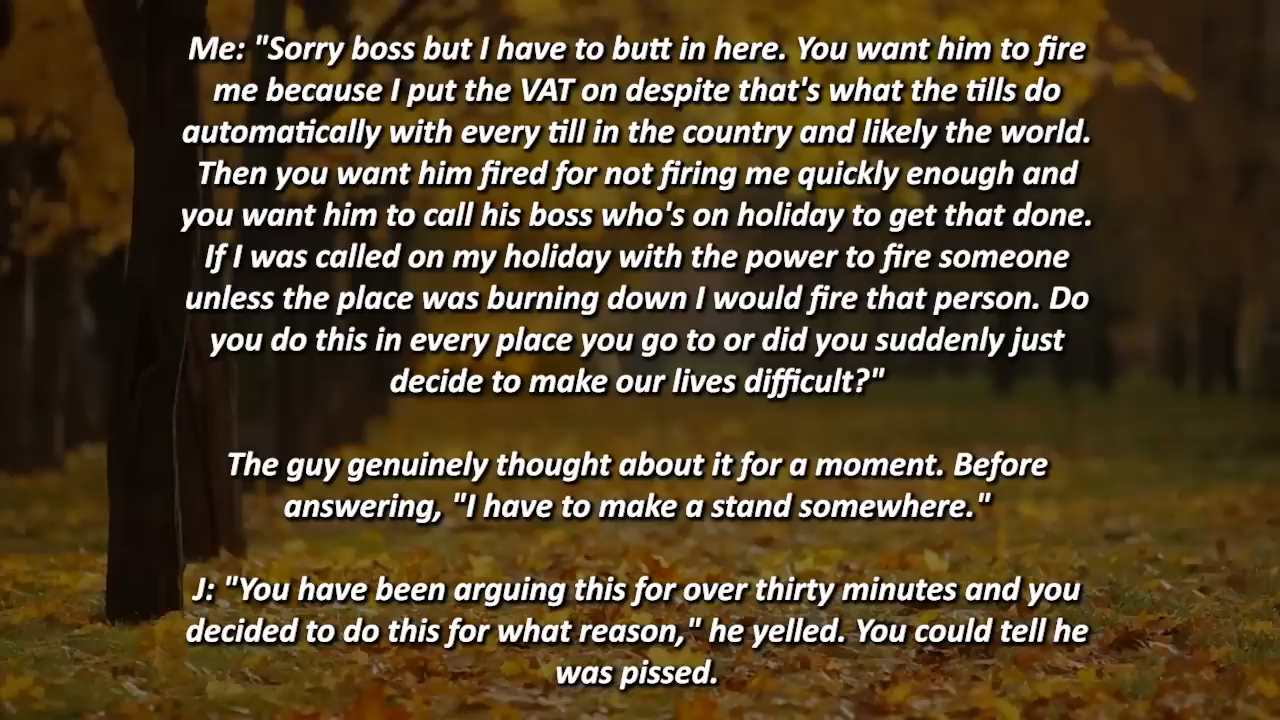 Me: "Sorry boss but I have to butt in here. You want him to fire
me because I put the VAT on despite that's what the tills do
automatically with every till in the country and likely the world.
Then you want him fired for not firing me quickly enough and
you want him to call his boss who's on holiday to get that done.
If I was called on my holiday with the power to fire someone
unless the place was burning down I would fire that person. Do
you do this in every place you go to or did you suddenly just
decide to make our lives difficult?"
The guy genuinely thought about it for a moment. Before
answering, "I have to make a stand somewhere."
J: "You have been arguing this for over thirty minutes and you
decided to do this for what reason," he yelled. You could tell he
was pissed.